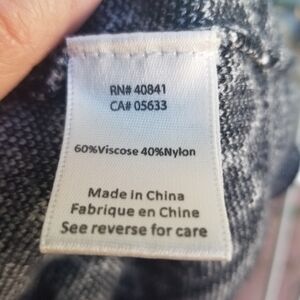 RN# 40841
CA# 05633
60%Viscose 40%Nylon
Made in China
Fabrique en Chine
See reverse for care